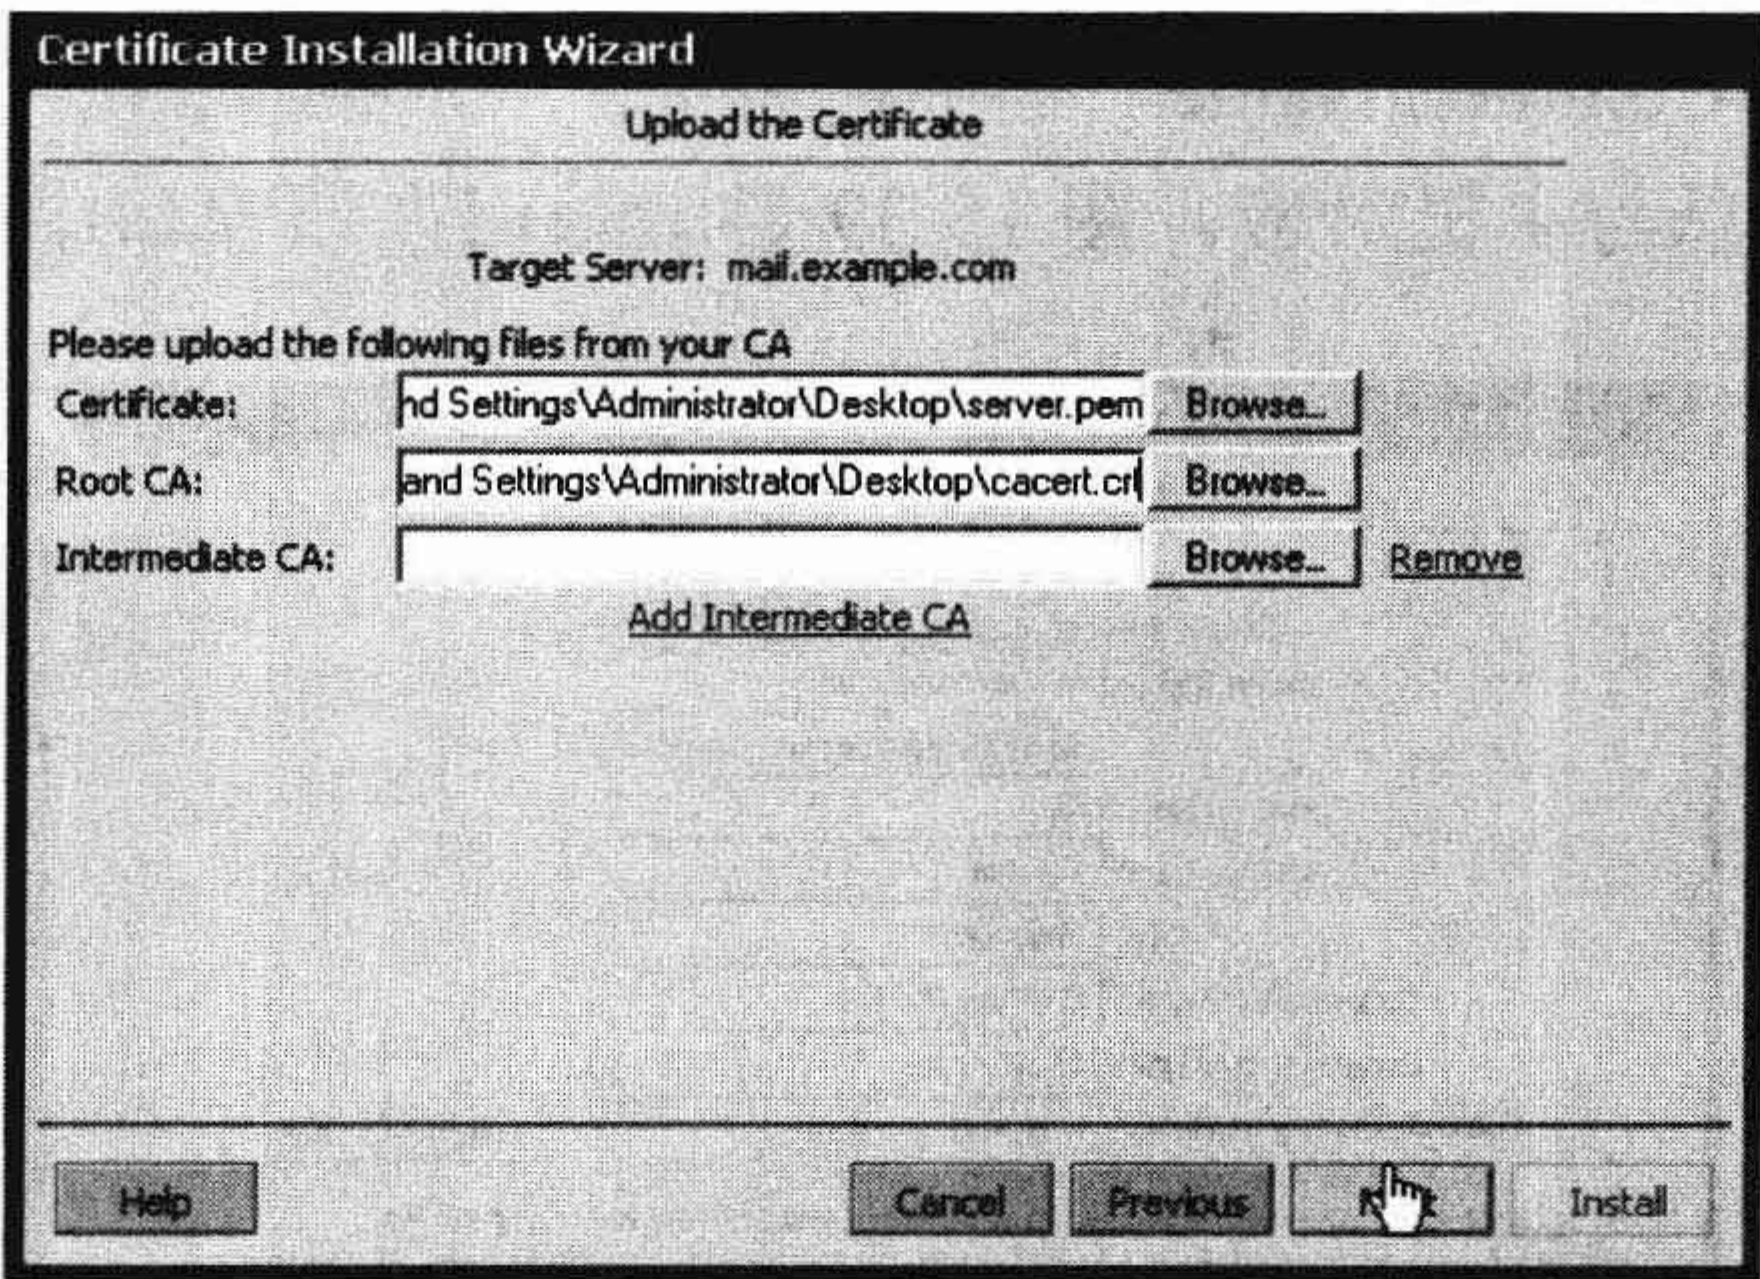 Certificate Installation Wizard
Upload the Certificate
Target Server: mail.example.com
Please upload the following files from your CA
Certificate: nd Settings\Administrator\Desktop\server.pem Browse...
Root CA: and Settings\Administrator\Desktop\cacert.crl Browse...
Intermediate CA: Browse... Remove
Add Intermediate CA
Help Cancel Previous Install